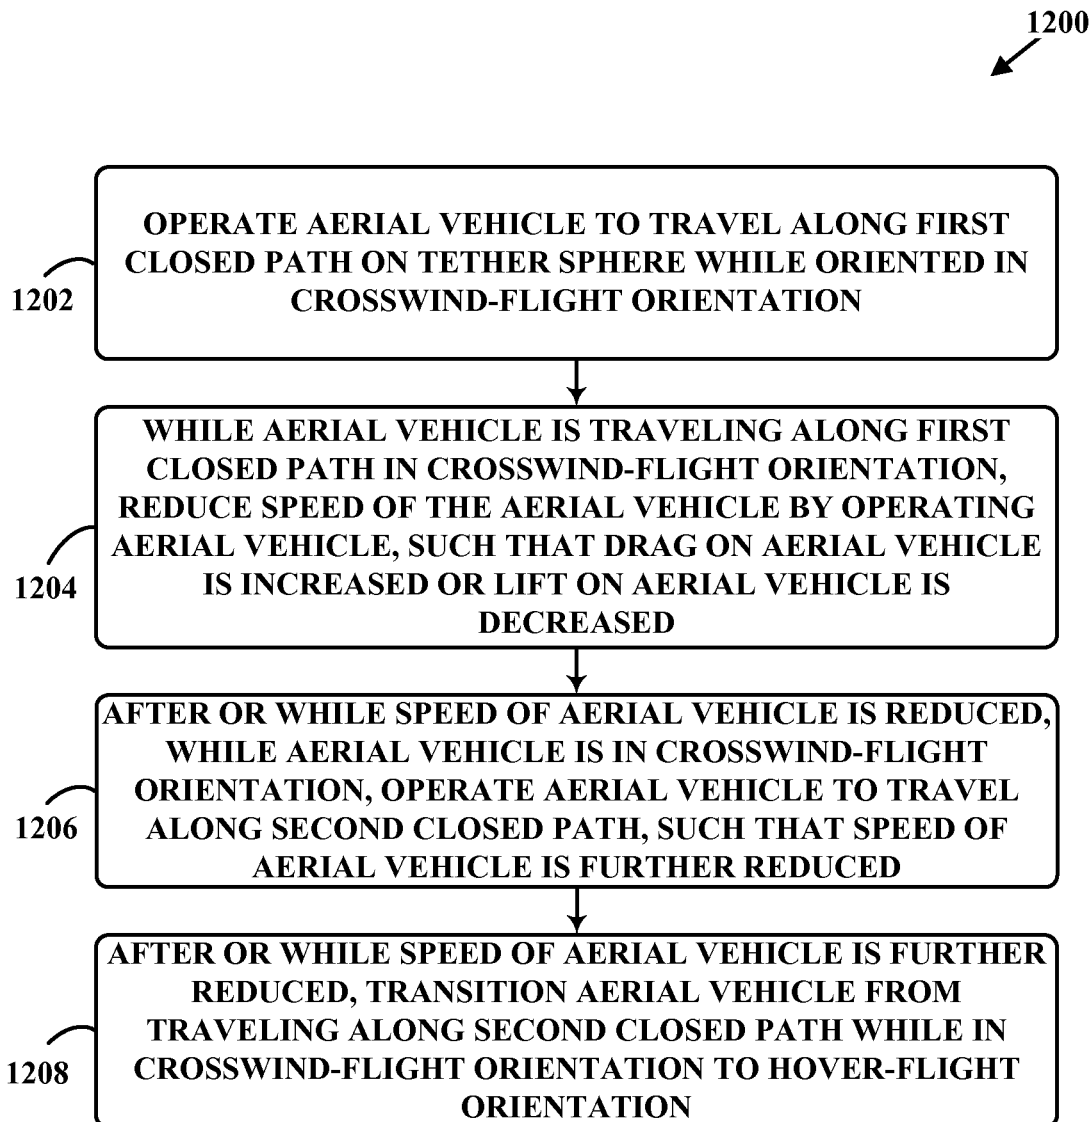 1200
OPERATE AERIAL VEHICLE TO TRAVEL ALONG FIRST
CLOSED PATH ON TETHER SPHERE WHILE ORIENTED IN
CROSSWIND-FLIGHT ORIENTATION
1202
WHILE AERIAL VEHICLE IS TRAVELING ALONG FIRST
CLOSED PATH IN CROSSWIND-FLIGHT ORIENTATION,
REDUCE SPEED OF THE AERIAL VEHICLE BY OPERATING
AERIAL VEHICLE, SUCH THAT DRAG ON AERIAL VEHICLE
IS INCREASED OR LIFT ON AERIAL VEHICLE IS
DECREASED
1204
AFTER OR WHILE SPEED OF AERIAL VEHICLE IS REDUCED,
WHILE AERIAL VEHICLE IS IN CROSSWIND-FLIGHT
ORIENTATION, OPERATE AERIAL VEHICLE TO TRAVEL
ALONG SECOND CLOSED PATH, SUCH THAT SPEED OF
AERIAL VEHICLE IS FURTHER REDUCED
1206
AFTER OR WHILE SPEED OF AERIAL VEHICLE IS FURTHER
REDUCED, TRANSITION AERIAL VEHICLE FROM
TRAVELING ALONG SECOND CLOSED PATH WHILE IN
CROSSWIND-FLIGHT ORIENTATION TO HOVER-FLIGHT
ORIENTATION
1208